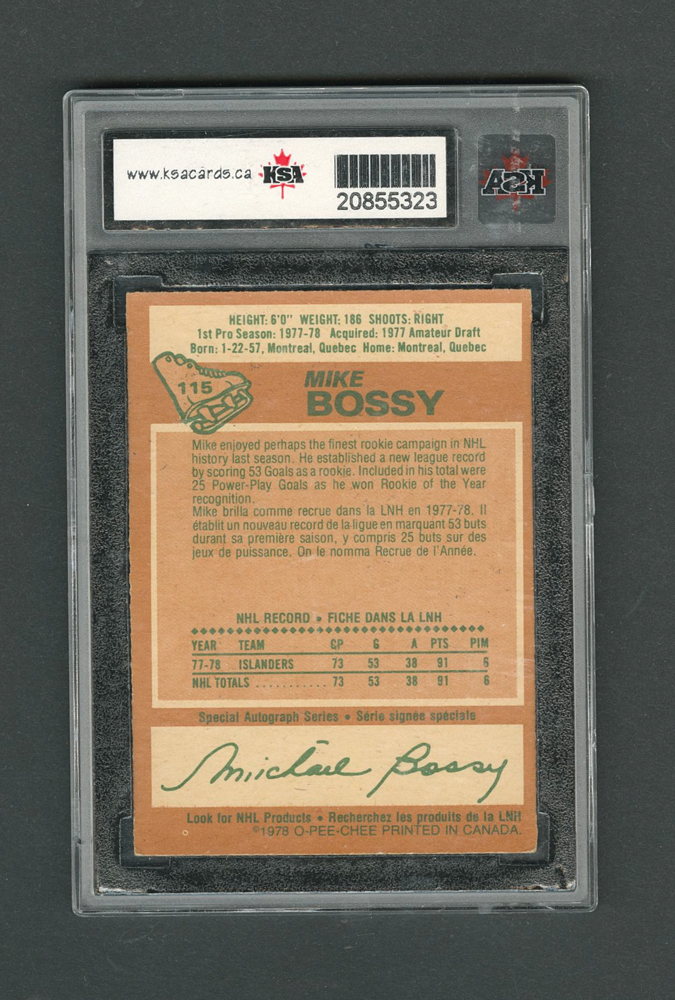 www.ksacards.ca KSA
20855323
KSA
HEIGHT: 6'0" WEIGHT: 186 SHOOTS: RIGHT
1st Pro Season: 1977-78 Acquired: 1977 Amateur Draft
Born: 1-22-57, Montreal, Quebec Home: Montreal, Quebec
115
MIKE
BOSSY
Mike enjoyed perhaps the finest rookie campaign in NHL
history last season. He established a new league record
by scoring 53 Goals as a rookie. Included in his total were
25 Power-Play Goals as he won Rookie of the Year
recognition.
Mike brilla comme recrue dans la LNH en 1977-78. Il
établit un nouveau record de la ligue en marquant 53 buts
durant sa première saison, y compris 25 buts sur des
jeux de puissance. On le nomma Recrue de l'Année.
NHL RECORD • FICHE DANS LA LNH
YEAR TEAM GP G A PTS PIM
77-78 ISLANDERS 73 53 38 91 6
NHL TOTALS ........... 73 53 38 91 6
Special Autograph Series • Série signée spéciale
Michael Bossy
Look for NHL Products • Recherchez les produits de la LNH
©1978 O-PEE-CHEE PRINTED IN CANADA.